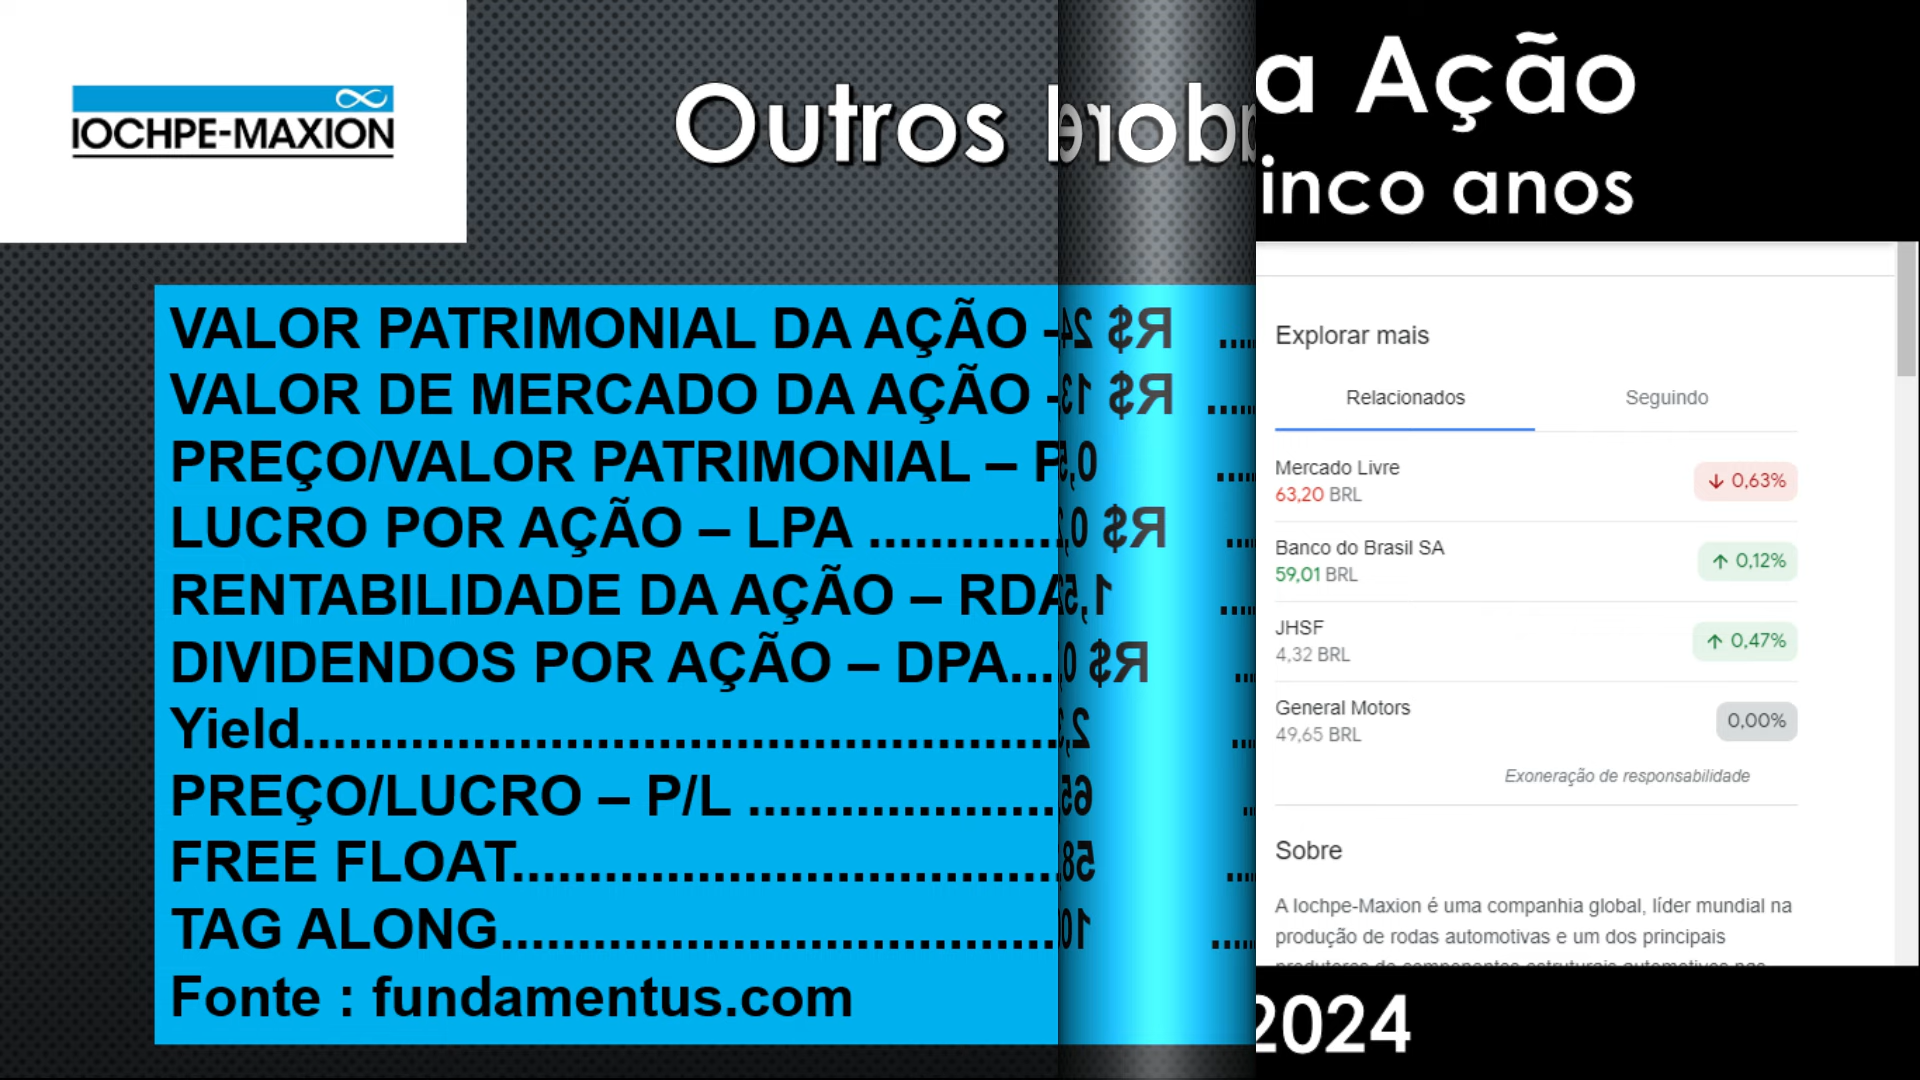 IOCHPE-MAXION
Outros
VALOR PATRIMONIAL DA AÇÃO -
VALOR DE MERCADO DA AÇÃO -
PREÇO/VALOR PATRIMONIAL –
LUCRO POR AÇÃO – LPA .............
RENTABILIDADE DA AÇÃO – RDA
DIVIDENDOS POR AÇÃO – DPA...
Yield.................................................
PREÇO/LUCRO – P/L ....................
FREE FLOAT...................................
TAG ALONG....................................
Fonte : fundamentus.com
a Ação
inco anos
Explorar mais
Relacionados
Seguindo
Mercado Livre
63,20 BRL
↓ 0,63%
Banco do Brasil SA
59,01 BRL
↑ 0,12%
JHSF
4,32 BRL
↑ 0,47%
General Motors
49,65 BRL
0,00%
Exoneração de responsabilidade
Sobre
A Iochpe-Maxion é uma companhia global, líder mundial na
produção de rodas automotivas e um dos principais
2024